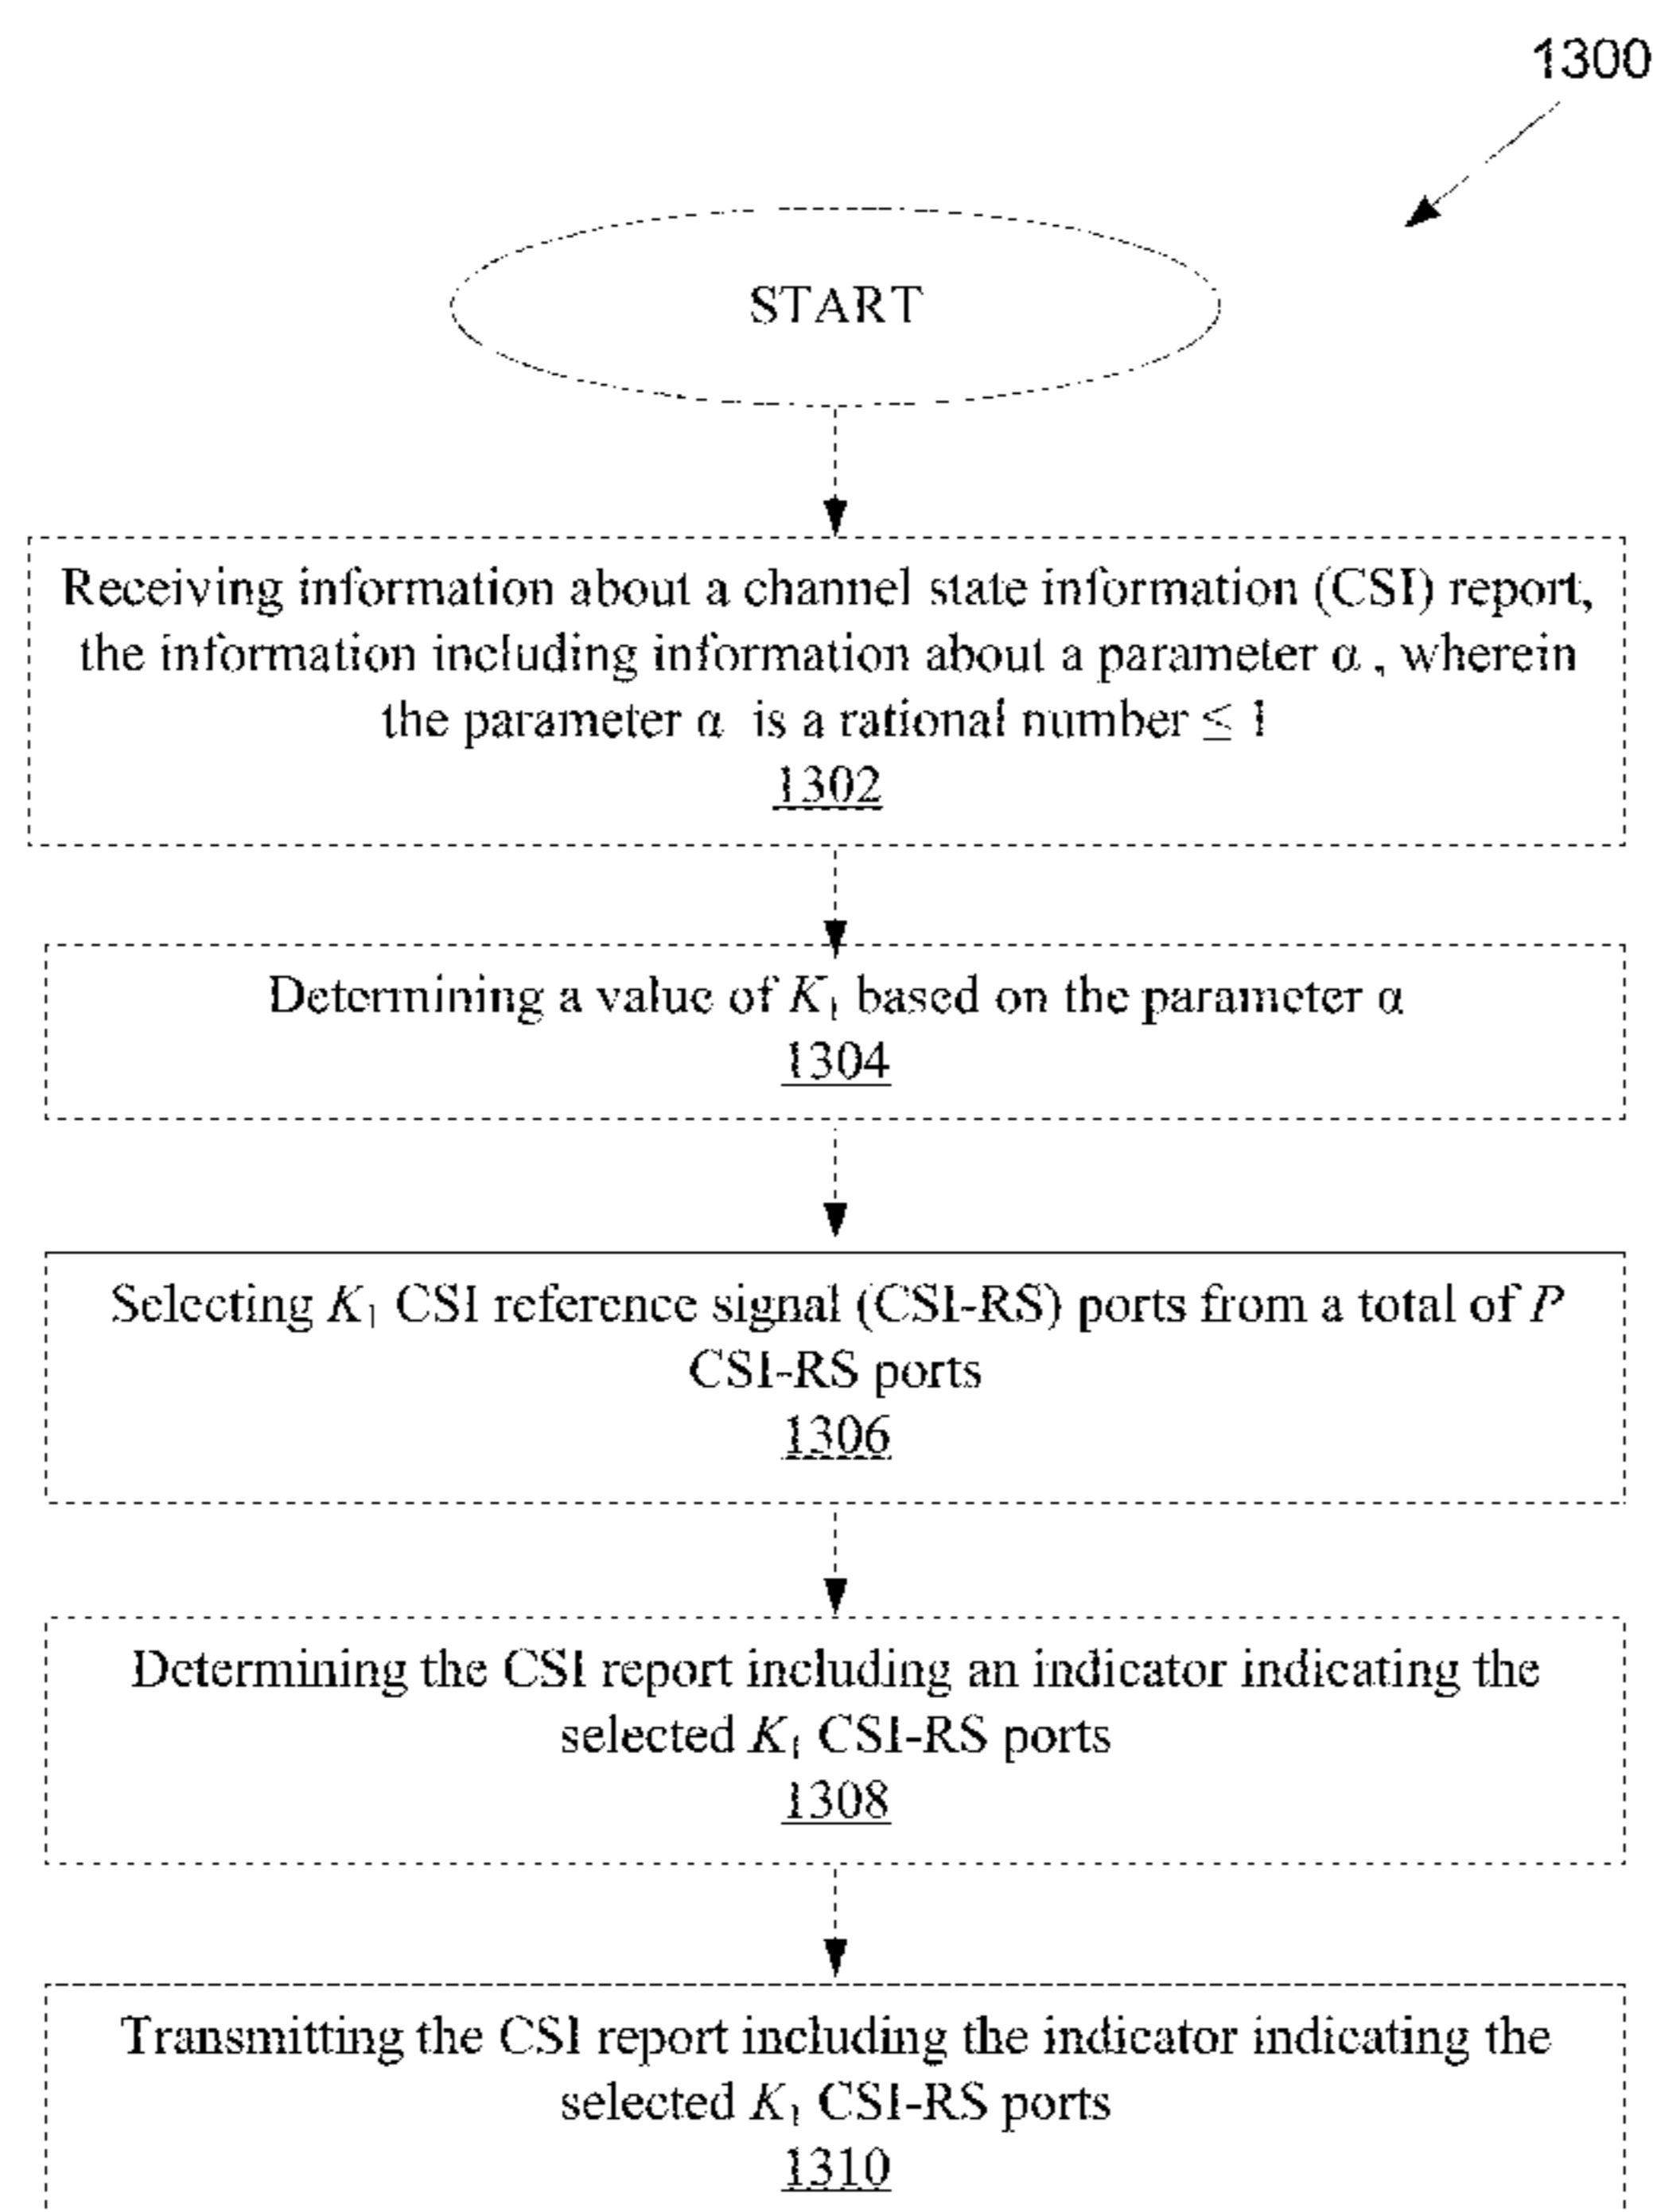 1300
START
Receiving information about a channel state information (CSI) report,
the information including information about a parameter α , wherein
the parameter α is a rational number ≤ 1
1302
Determining a value of K₁ based on the parameter α
1304
Selecting K₁ CSI reference signal (CSI-RS) ports from a total of P
CSI-RS ports
1306
Determining the CSI report including an indicator indicating the
selected K₁ CSI-RS ports
1308
Transmitting the CSI report including the indicator indicating the
selected K₁ CSI-RS ports
1310